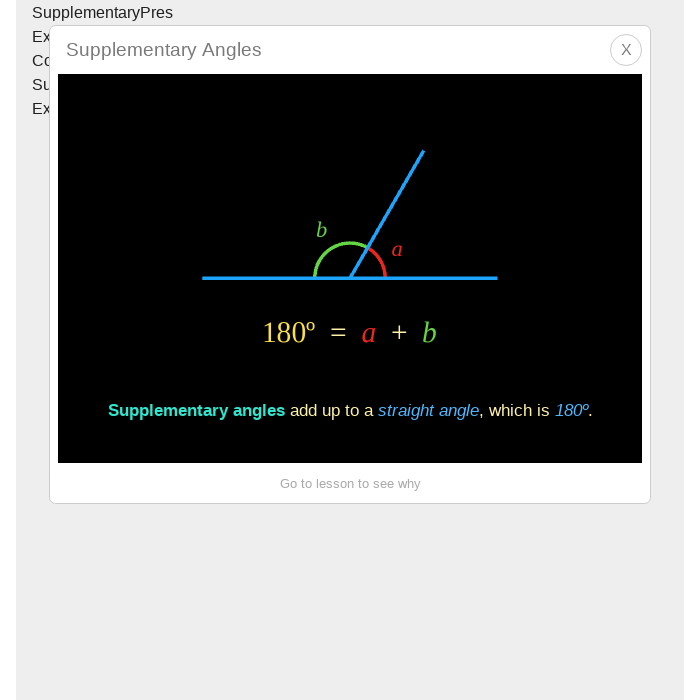 SupplementaryPres
Ex
Co
Su
Ex
Supplementary Angles
X
b
a
180º = a + b
Supplementary angles add up to a straight angle, which is 180º.
Go to lesson to see why